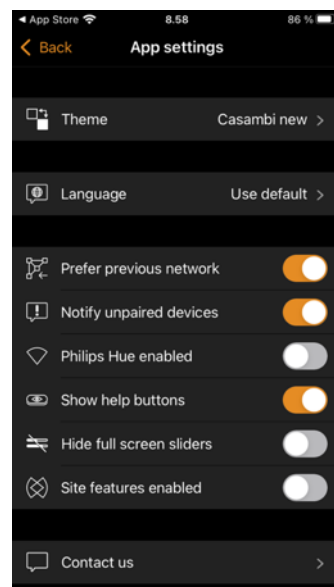 App Store
8.58
86 %
Back
App settings
Theme
Casambi new
Language
Use default
Prefer previous network
Notify unpaired devices
Philips Hue enabled
Show help buttons
Hide full screen sliders
Site features enabled
Contact us